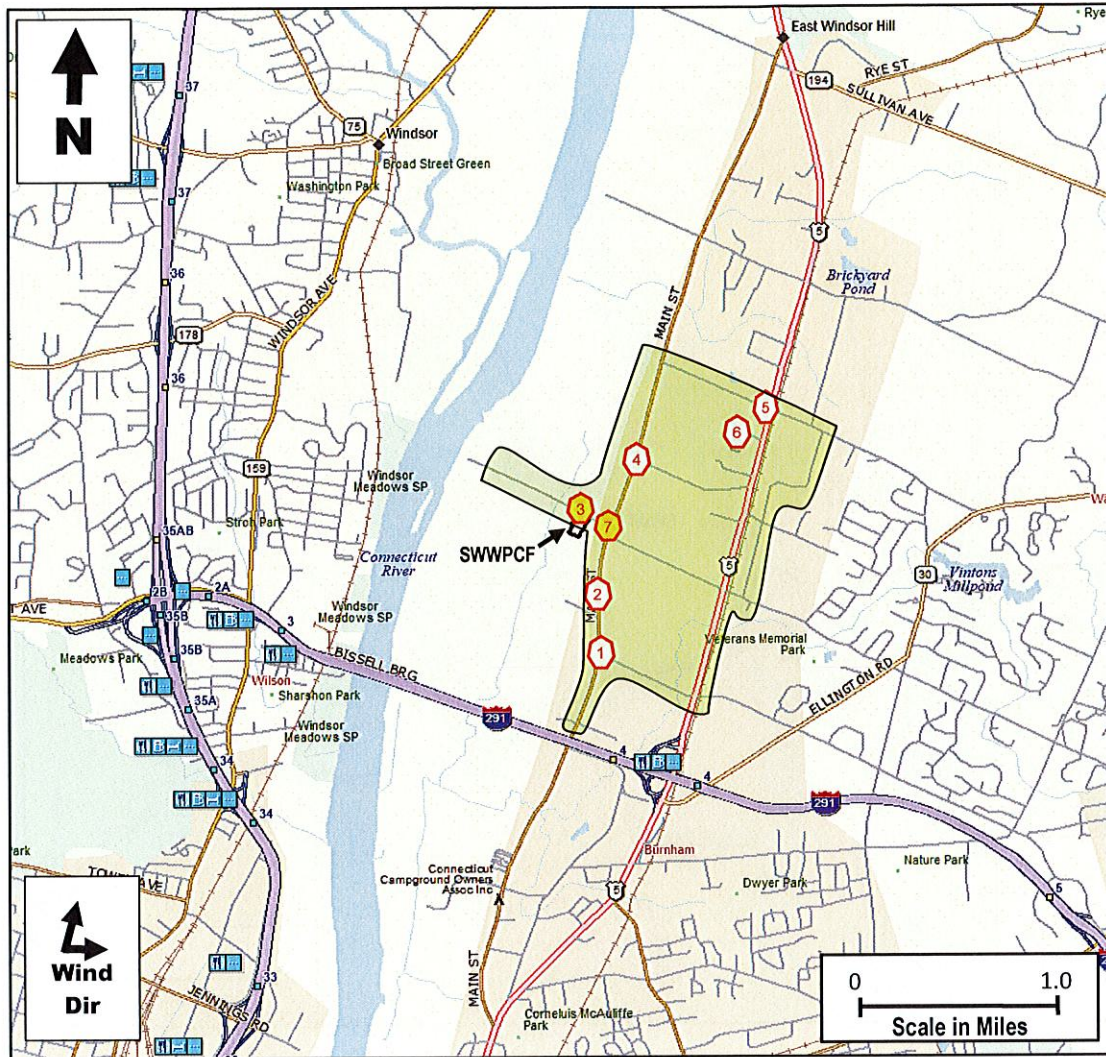 N
East Windsor Hill
Rye
RYE ST
194
SULLIVAN AVE
37
75
Windsor
Broad Street Green
Washington Park
37
5
Brickyard
Pond
36
WINDSOR AVE
MAIN ST
178
36
5
6
4
159
Windsor
Meadows SP
3
7
Stroh Park
35AB
SWWPCF
Connecticut
River
5
30
Vintons
Millpond
2B
2A
T AVE
35B
2
Windsor
Meadows SP
3
35B
Meadows Park
BISSELL BRG
1
Veterans Memorial
Park
Wilson
Sharshon Park
35A
ELLINGTON RD
291
Windsor
Meadows SP
34
4
4
291
34
Park
Burnham
Nature Park
Connecticut
Campground Owners
Assoc Inc
Dwyer Park
5
5
Wind
Dir
33
JENNINGS RD
MAIN ST
Corneluis McAuliffe
Park
0 1.0
Scale in Miles